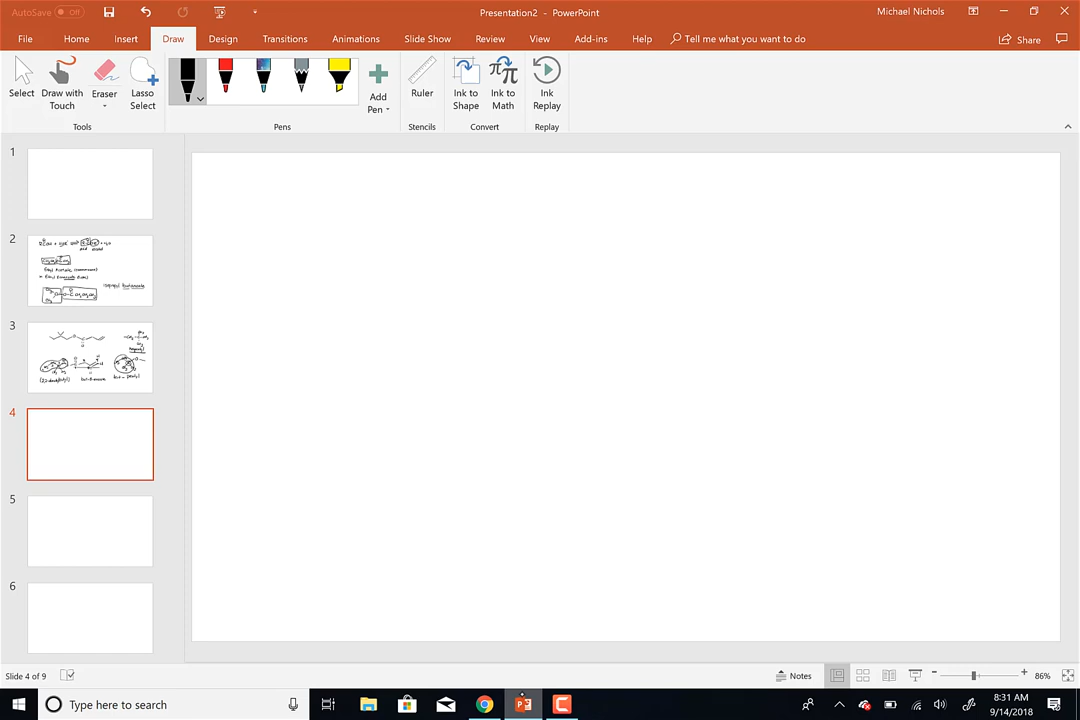 AutoSave Off
Presentation2 - PowerPoint
Michael Nichols
File Home Insert Draw Design Transitions Animations Slide Show Review View Add-ins Help Tell me what you want to do
Share
Select
Draw with Touch
Eraser
Lasso Select
Add Pen
Ruler
Ink to Shape
Ink to Math
Ink Replay
Tools Pens Stencils Convert Replay
1
2
3
4
5
6
Slide 4 of 9
Notes
86%
Type here to search
8:31 AM
9/14/2018